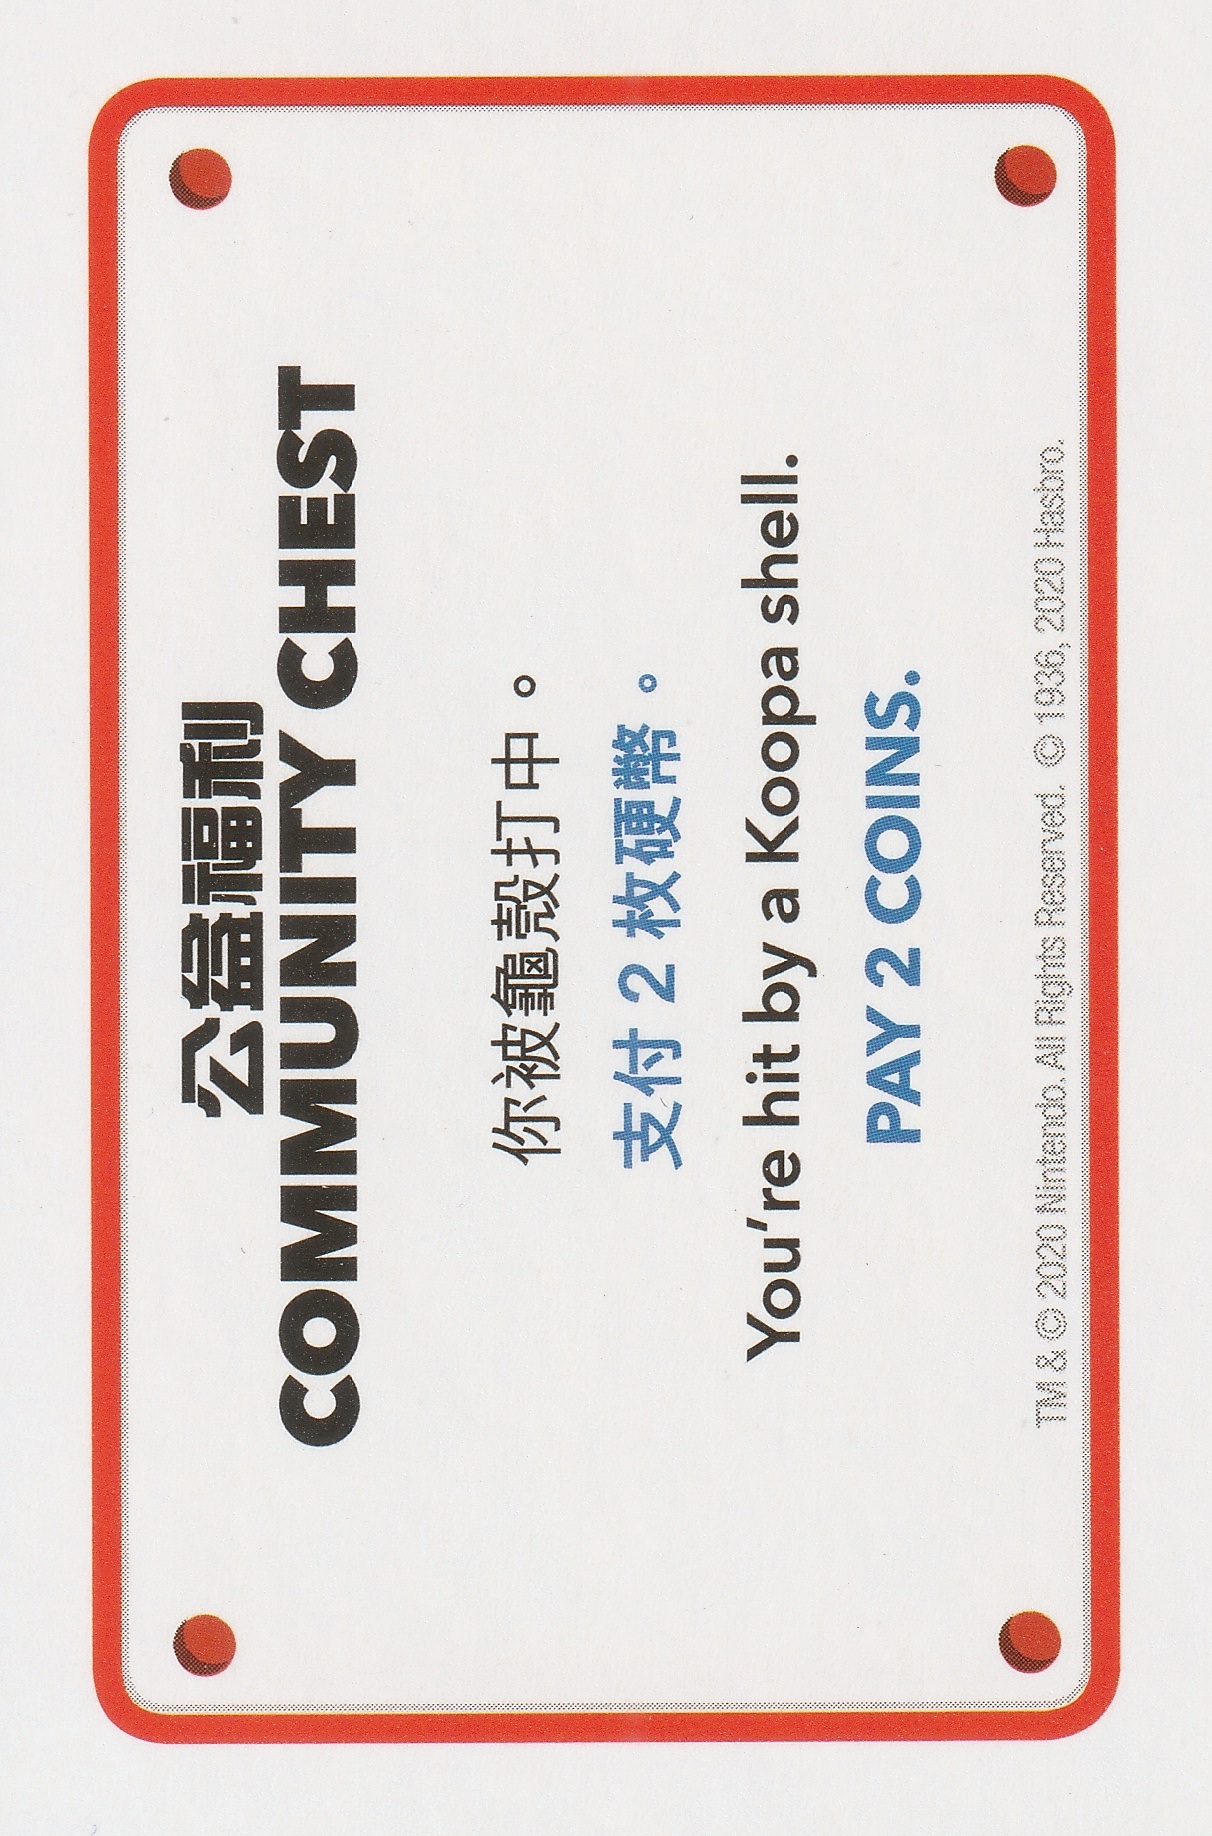 公益福利
COMMUNITY CHEST
你被龜殼打中。
支付 2 枚硬幣。
You're hit by a Koopa shell.
PAY 2 COINS.
TM & © 2020 Nintendo. All Rights Reserved. © 1936, 2020 Hasbro.